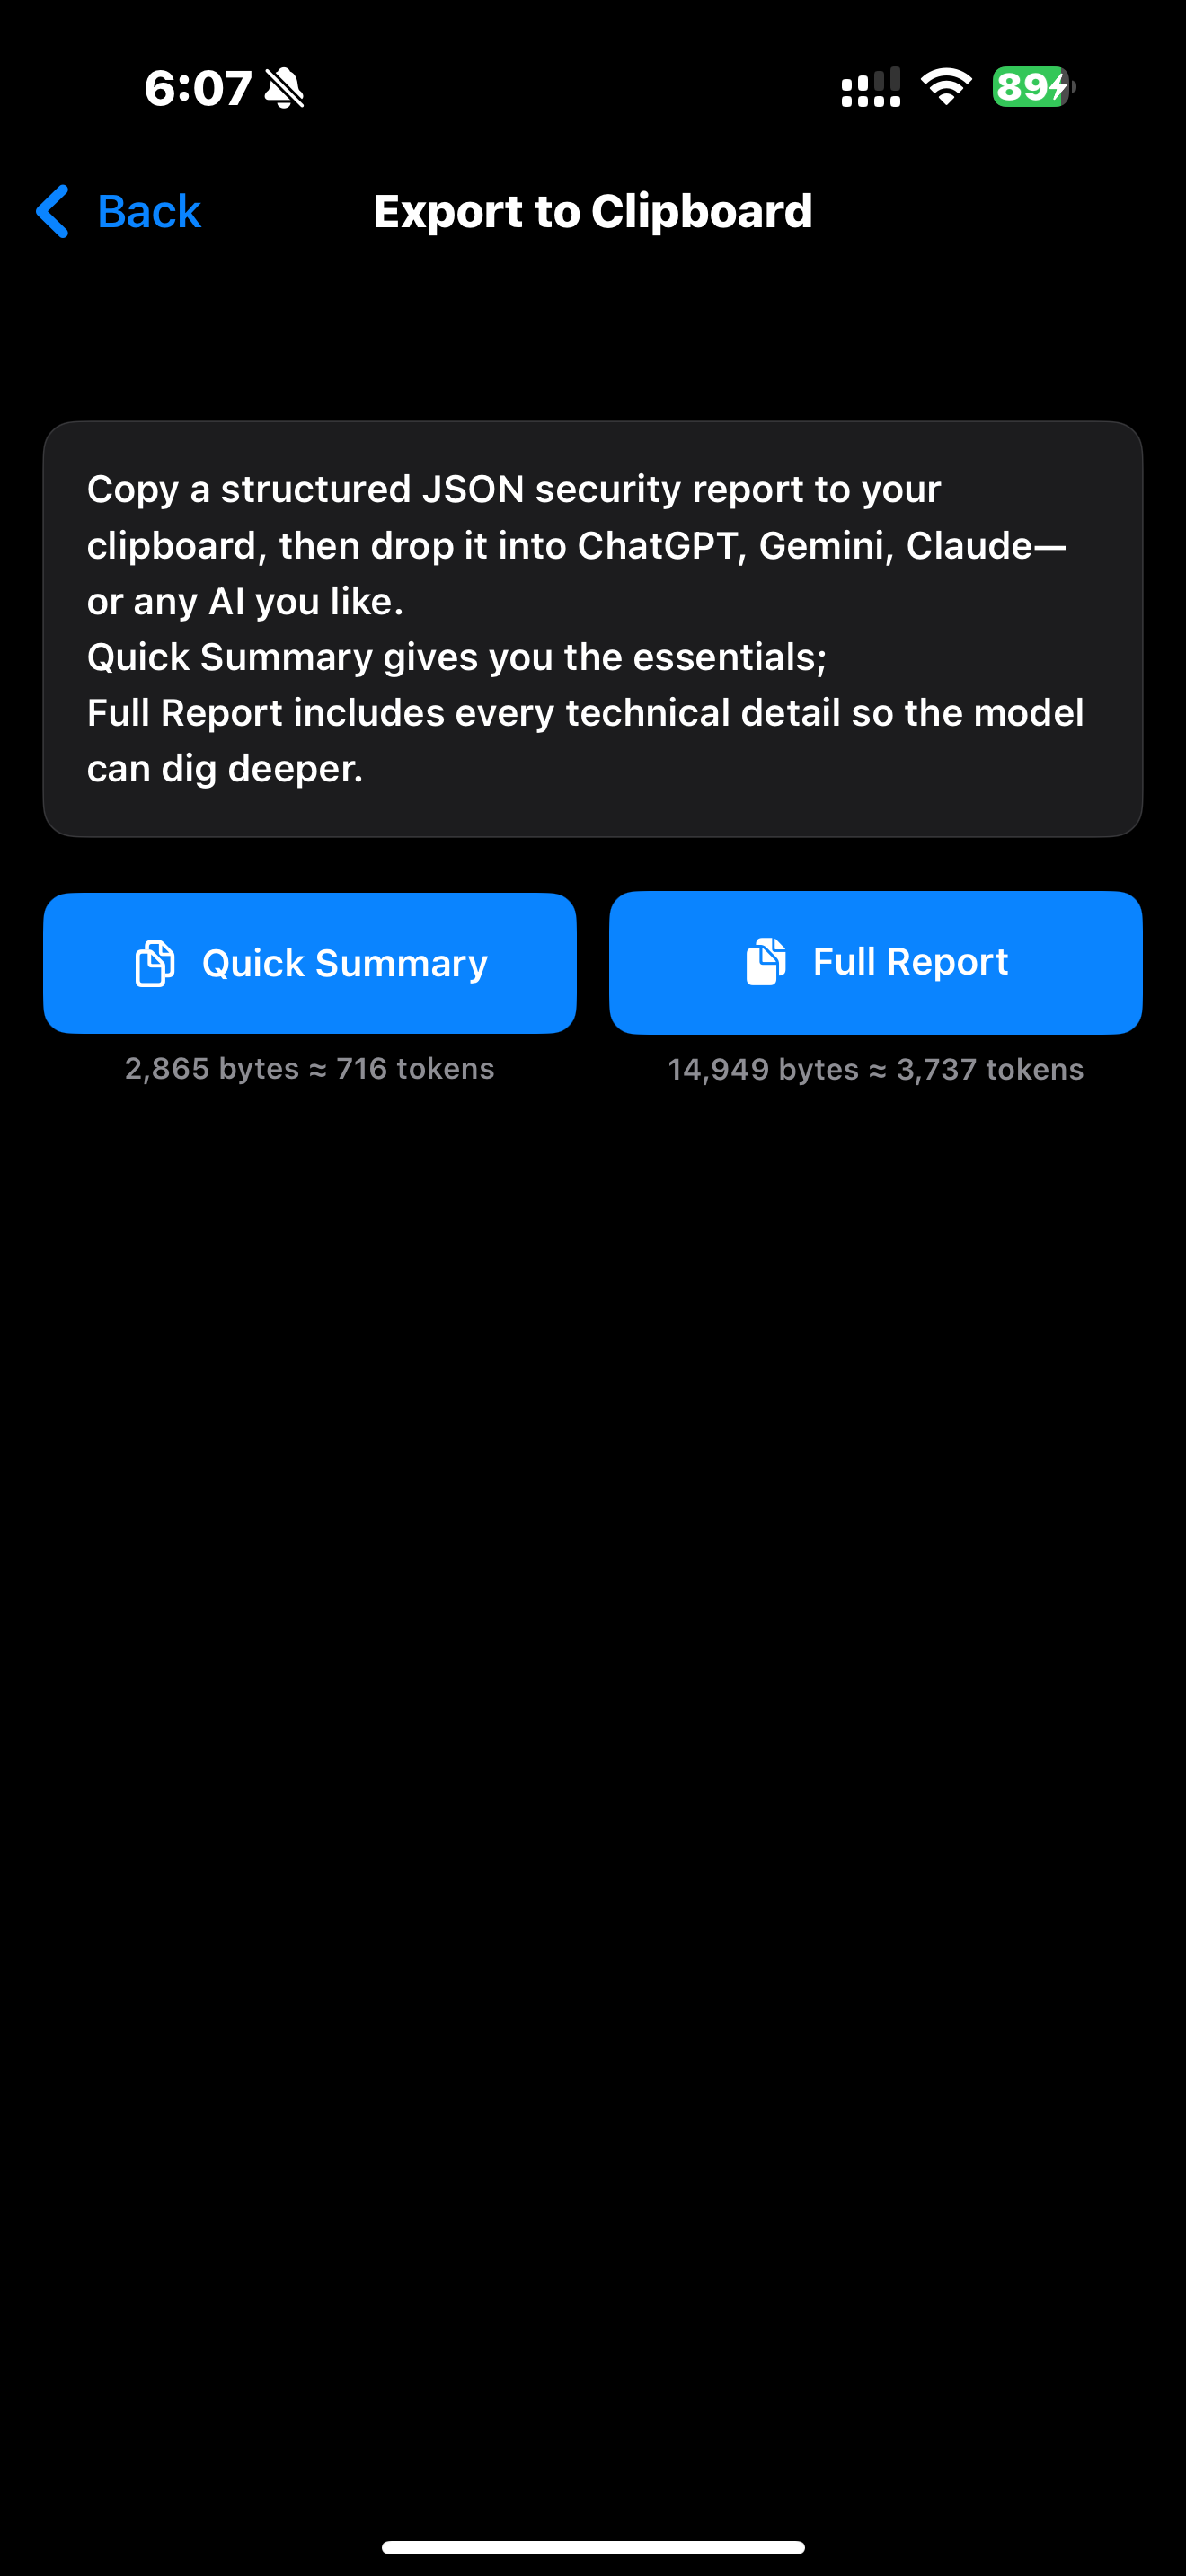 6:07
89
Back
Export to Clipboard
Copy a structured JSON security report to your
clipboard, then drop it into ChatGPT, Gemini, Claude—
or any AI you like.
Quick Summary gives you the essentials;
Full Report includes every technical detail so the model
can dig deeper.
Quick Summary
Full Report
2,865 bytes ≈ 716 tokens
14,949 bytes ≈ 3,737 tokens